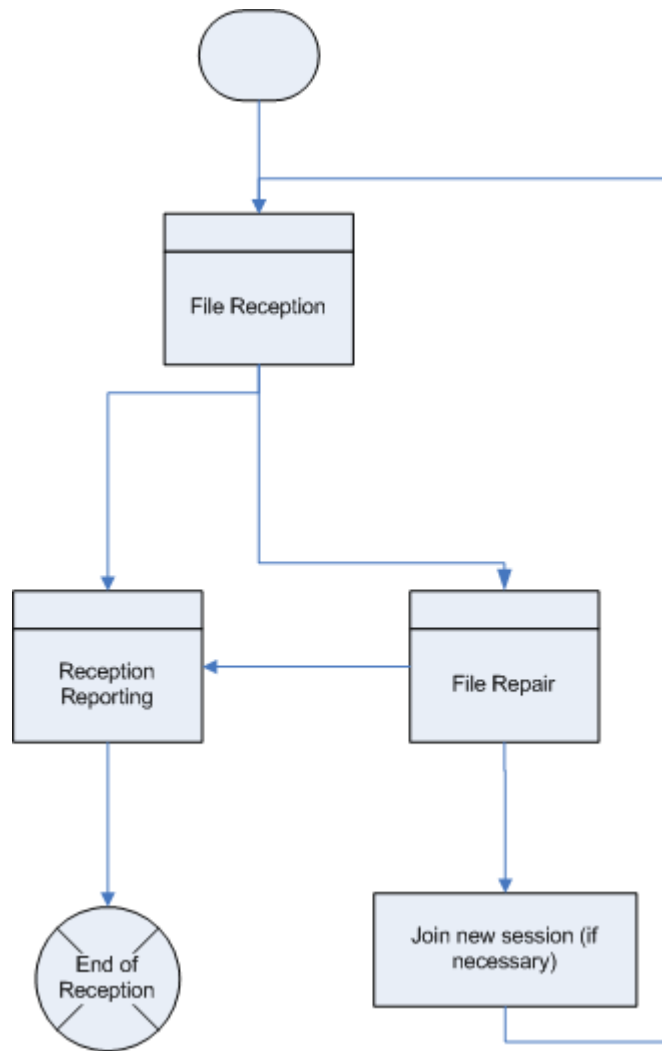 File Reception
Reception
Reporting
File Repair
End of
Reception
Join new session (if
necessary)